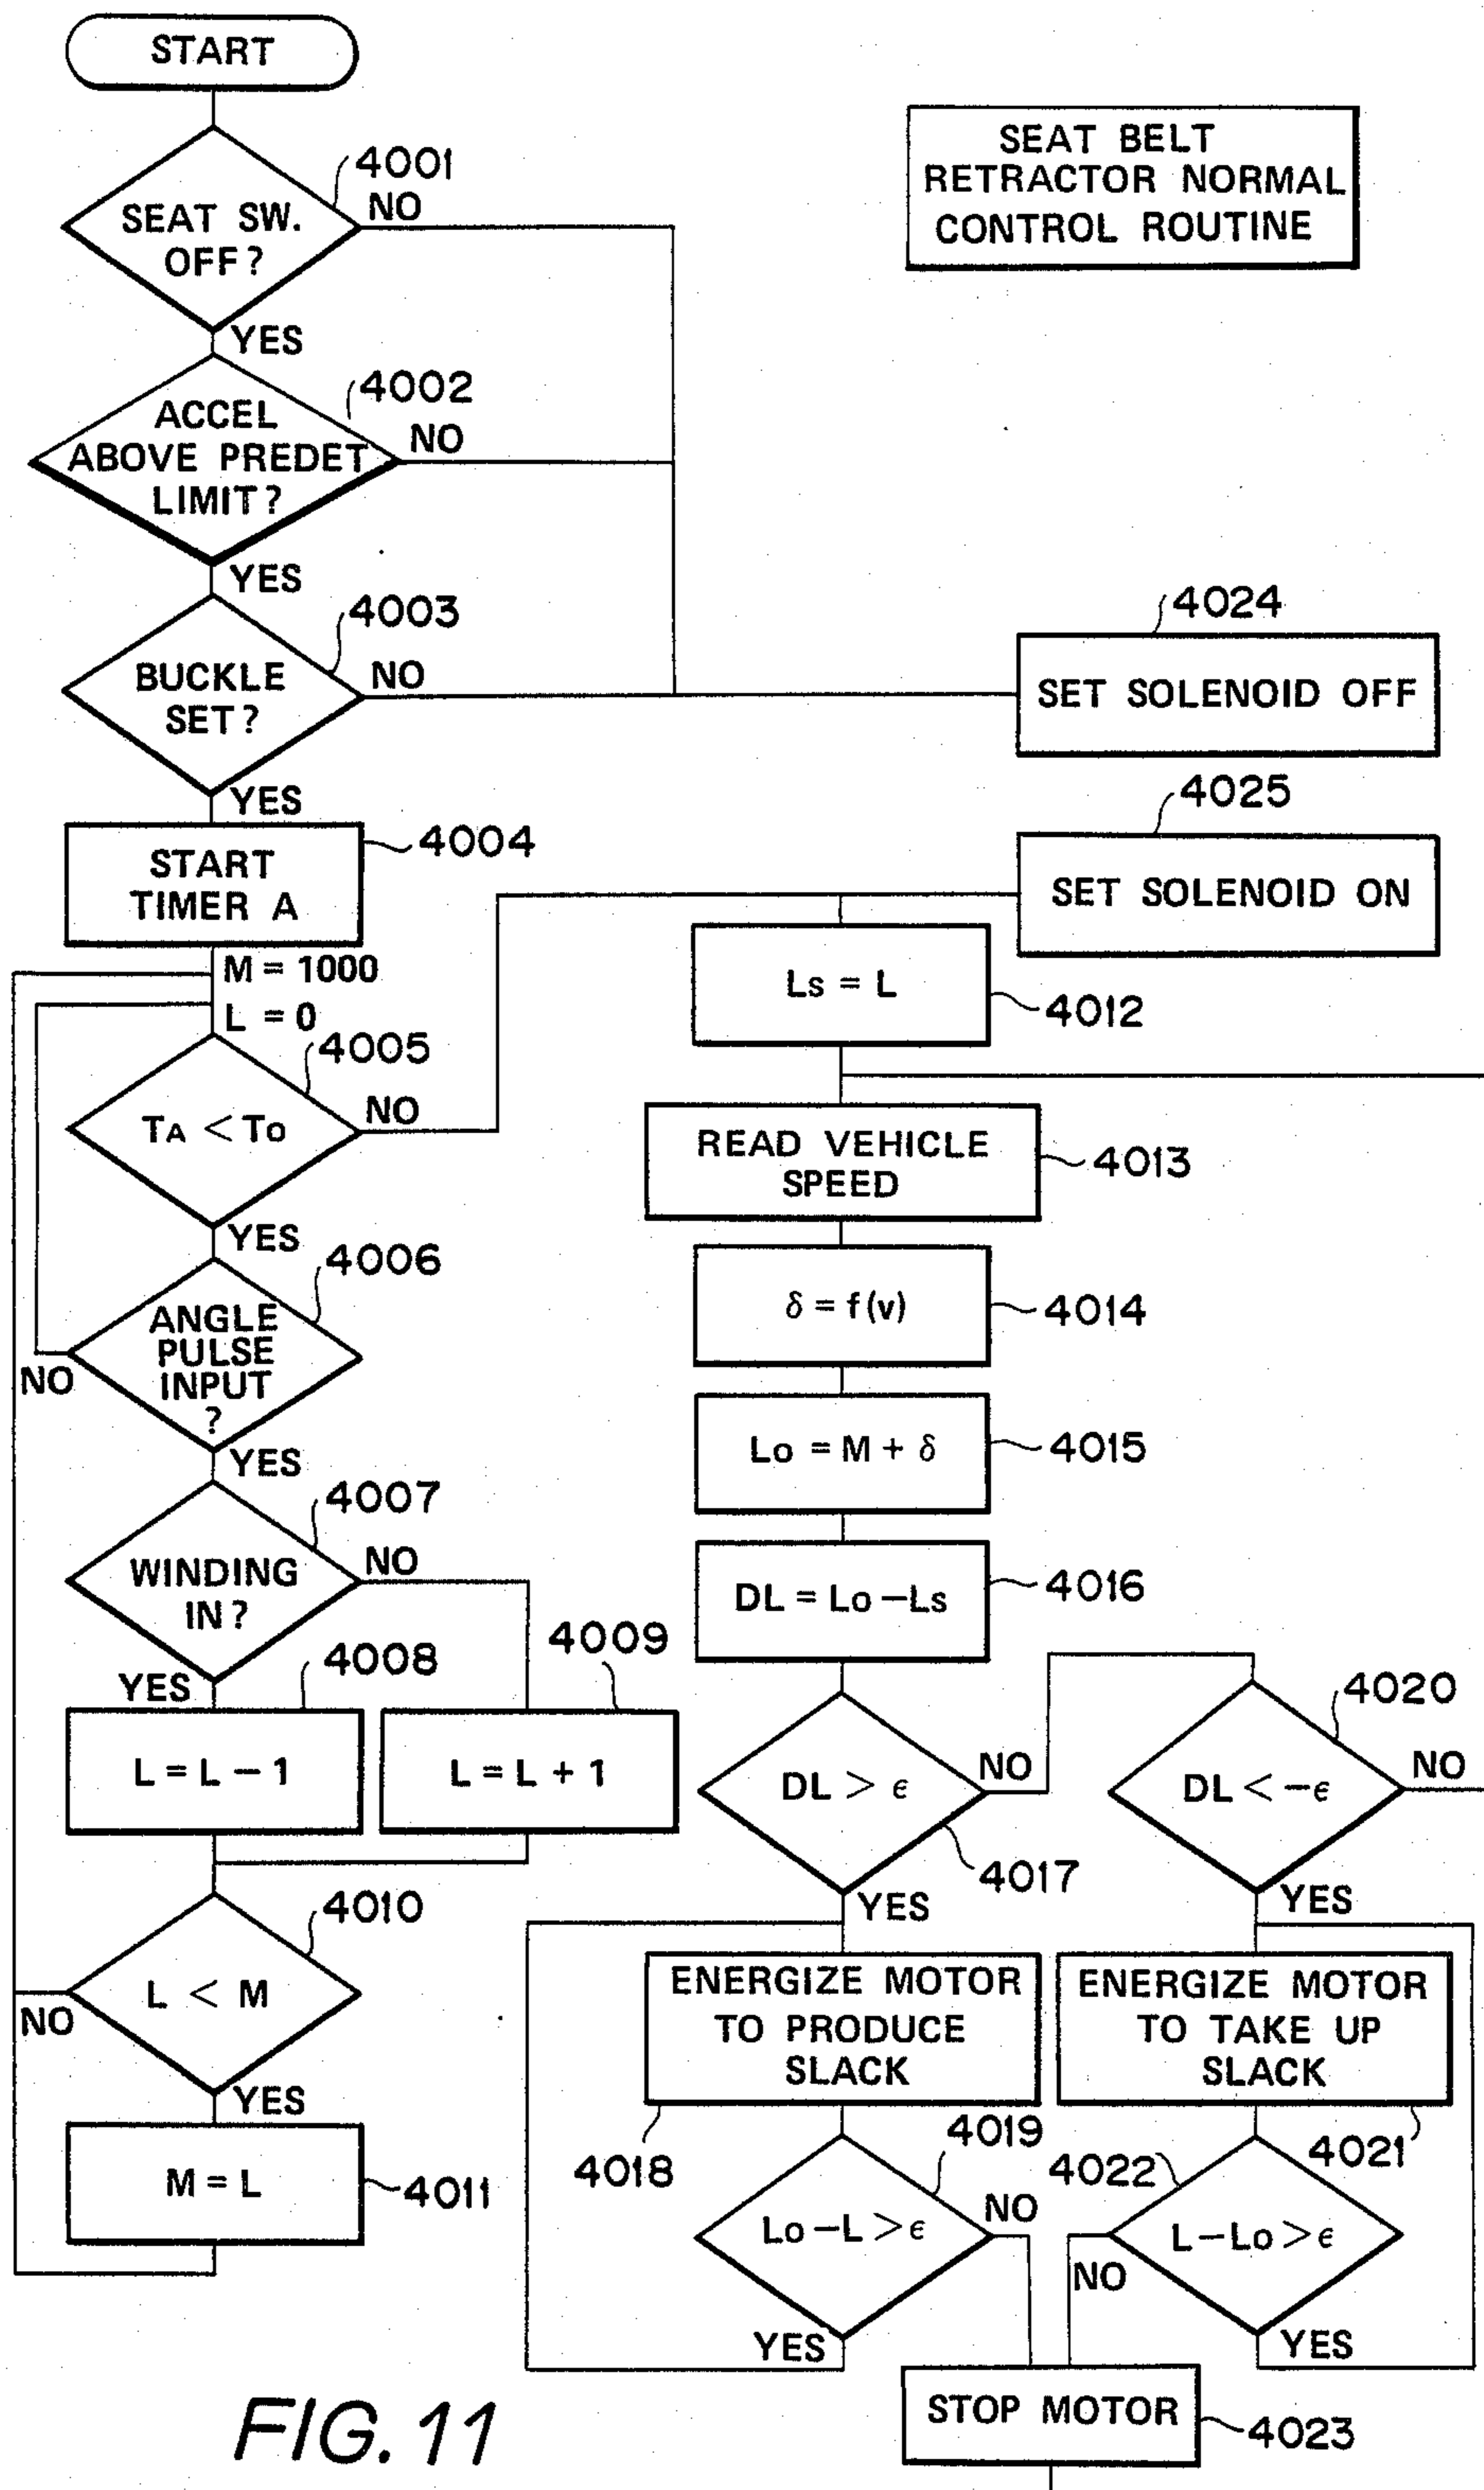 START
SEAT BELT
RETRACTOR NORMAL
CONTROL ROUTINE
4001
SEAT SW.
OFF?
NO
YES
4002
ACCEL
ABOVE PREDET
LIMIT?
NO
YES
4003
BUCKLE
SET?
NO
YES
4024
SET SOLENOID OFF
4025
SET SOLENOID ON
START
TIMER A
4004
M = 1000
L = 0
4005
TA < To
NO
YES
4006
ANGLE
PULSE
INPUT
?
NO
YES
4007
WINDING
IN?
NO
YES
4008
L = L - 1
4009
L = L + 1
4010
L < M
NO
YES
M = L
4011
Ls = L
4012
READ VEHICLE
SPEED
4013
δ = f(v)
4014
Lo = M + δ
4015
DL = Lo - Ls
4016
DL > ϵ
NO
4017
YES
4020
DL < -ϵ
NO
YES
ENERGIZE MOTOR
TO PRODUCE
SLACK
4018
ENERGIZE MOTOR
TO TAKE UP
SLACK
4021
4019
Lo - L > ϵ
NO
YES
4022
L - Lo > ϵ
NO
YES
STOP MOTOR
4023
FIG. 11